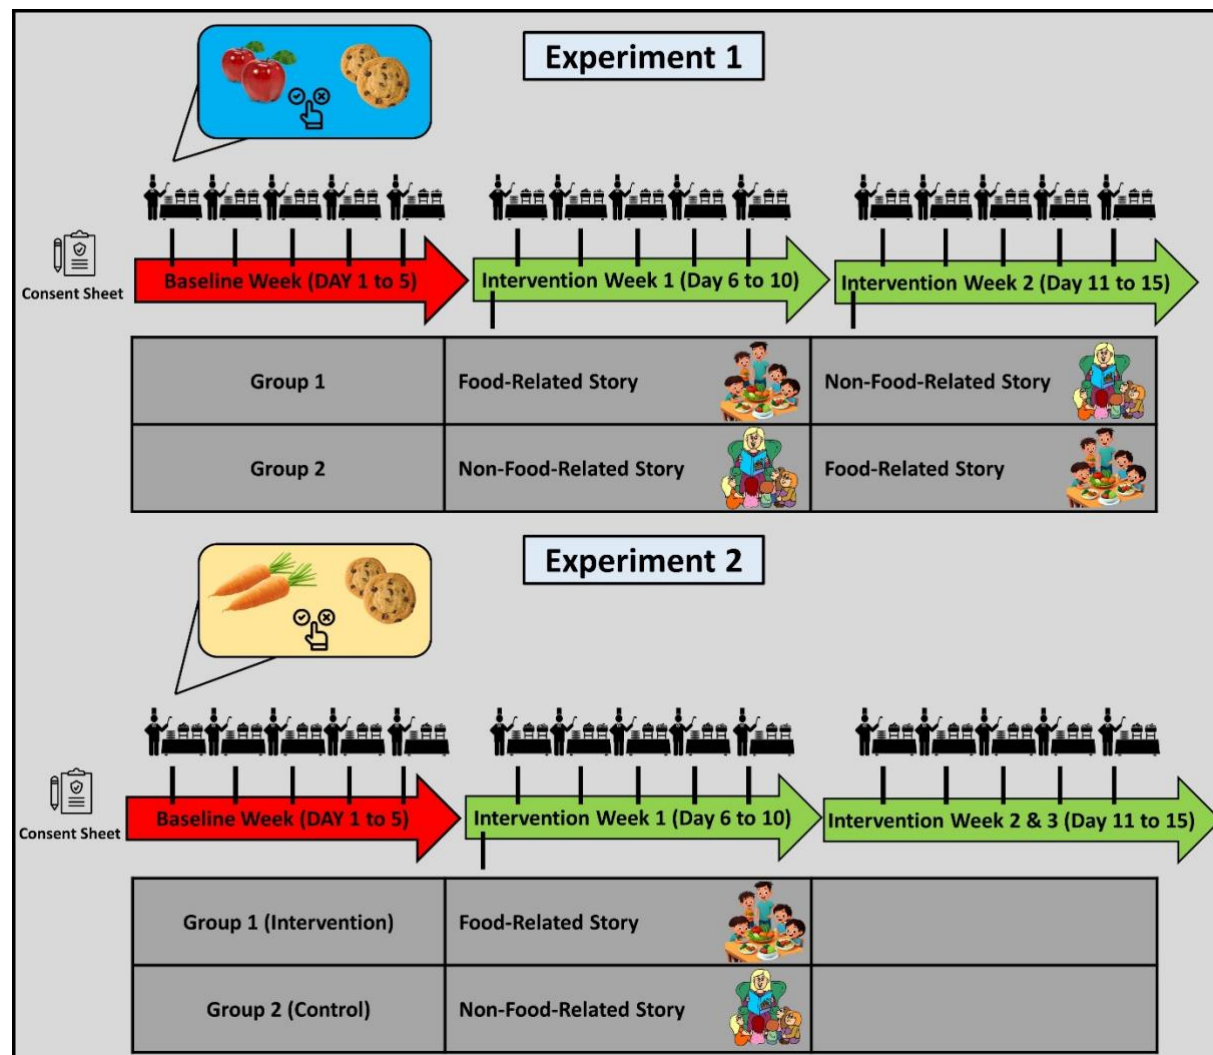 Experiment 1
Consent Sheet
Baseline Week (DAY 1 to 5)
Intervention Week 1 (Day 6 to 10)
Intervention Week 2 (Day 11 to 15)
Group 1
Food-Related Story
Non-Food-Related Story
Group 2
Non-Food-Related Story
Food-Related Story
Experiment 2
Consent Sheet
Baseline Week (DAY 1 to 5)
Intervention Week 1 (Day 6 to 10)
Intervention Week 2 & 3 (Day 11 to 15)
Group 1 (Intervention)
Food-Related Story
Group 2 (Control)
Non-Food-Related Story